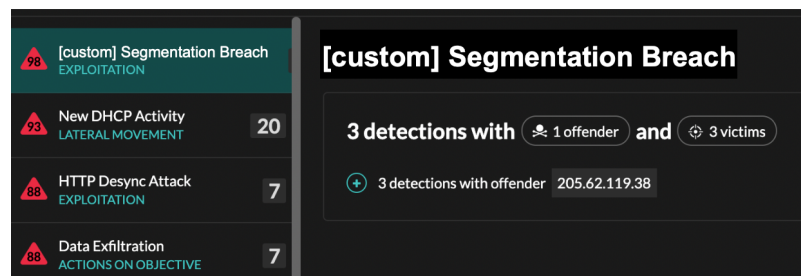 98
[custom] Segmentation Breach
EXPLOITATION
93
New DHCP Activity
LATERAL MOVEMENT
20
88
HTTP Desync Attack
EXPLOITATION
7
88
Data Exfiltration
ACTIONS ON OBJECTIVE
7
[custom] Segmentation Breach
3 detections with 1 offender and 3 victims
3 detections with offender 205.62.119.38